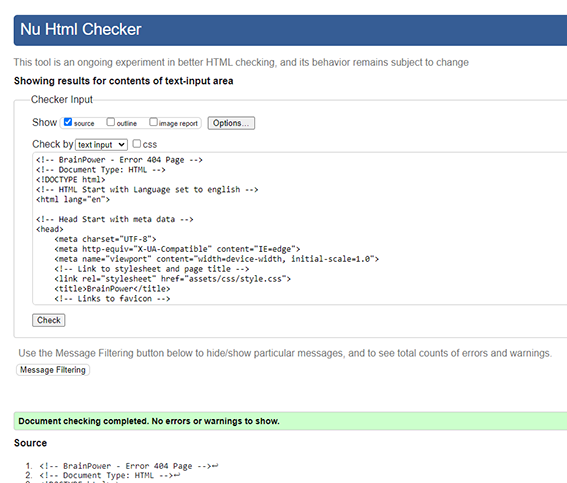 Nu Html Checker
This tool is an ongoing experiment in better HTML checking, and its behavior remains subject to change
Showing results for contents of text-input area
Checker Input
Show source outline image report Options...
Check by text input css
<!-- BrainPower - Error 404 Page -->
<!-- Document Type: HTML -->
<!DOCTYPE html>
<!-- HTML Start with Language set to english -->
<html lang="en">
<!-- Head Start with meta data -->
<head>
<meta charset="UTF-8">
<meta http-equiv="X-UA-Compatible" content="IE=edge">
<meta name="viewport" content="width=device-width, initial-scale=1.0">
<!-- Link to stylesheet and page title -->
<link rel="stylesheet" href="assets/css/style.css">
<title>BrainPower</title>
<!-- Links to favicon -->
Check
Use the Message Filtering button below to hide/show particular messages, and to see total counts of errors and warnings.
Message Filtering
Document checking completed. No errors or warnings to show.
Source
1. <!-- BrainPower - Error 404 Page -->↩
2. <!-- Document Type: HTML -->↩